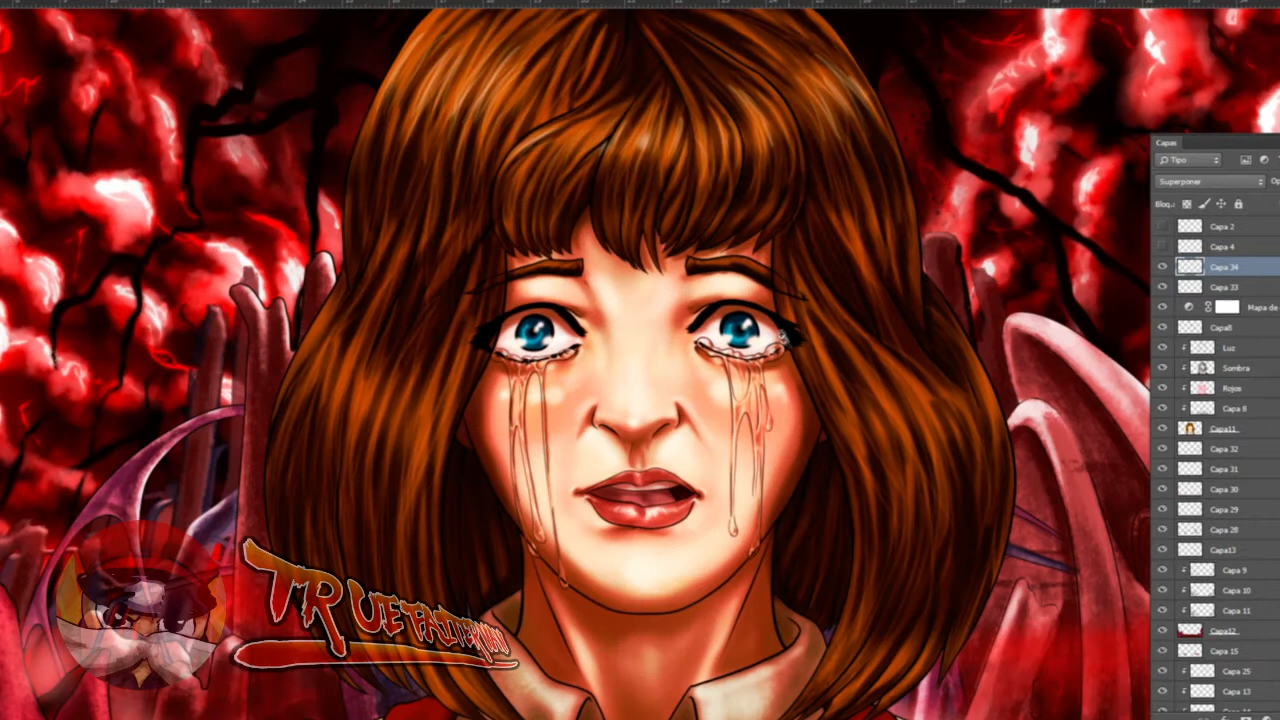 Capas
Tipo
Superponer
Bloq.:
Capa 2
Capa 4
Capa 34
Capa 33
Mapa de
Capa8
Luz
Sombra
Rojos
Capa 8
Capa11
Capa 32
Capa 31
Capa 30
Capa 29
Capa 28
Capa13
Capa 9
Capa 10
Capa 11
Capa12
Capa 15
Capa 25
Capa 13